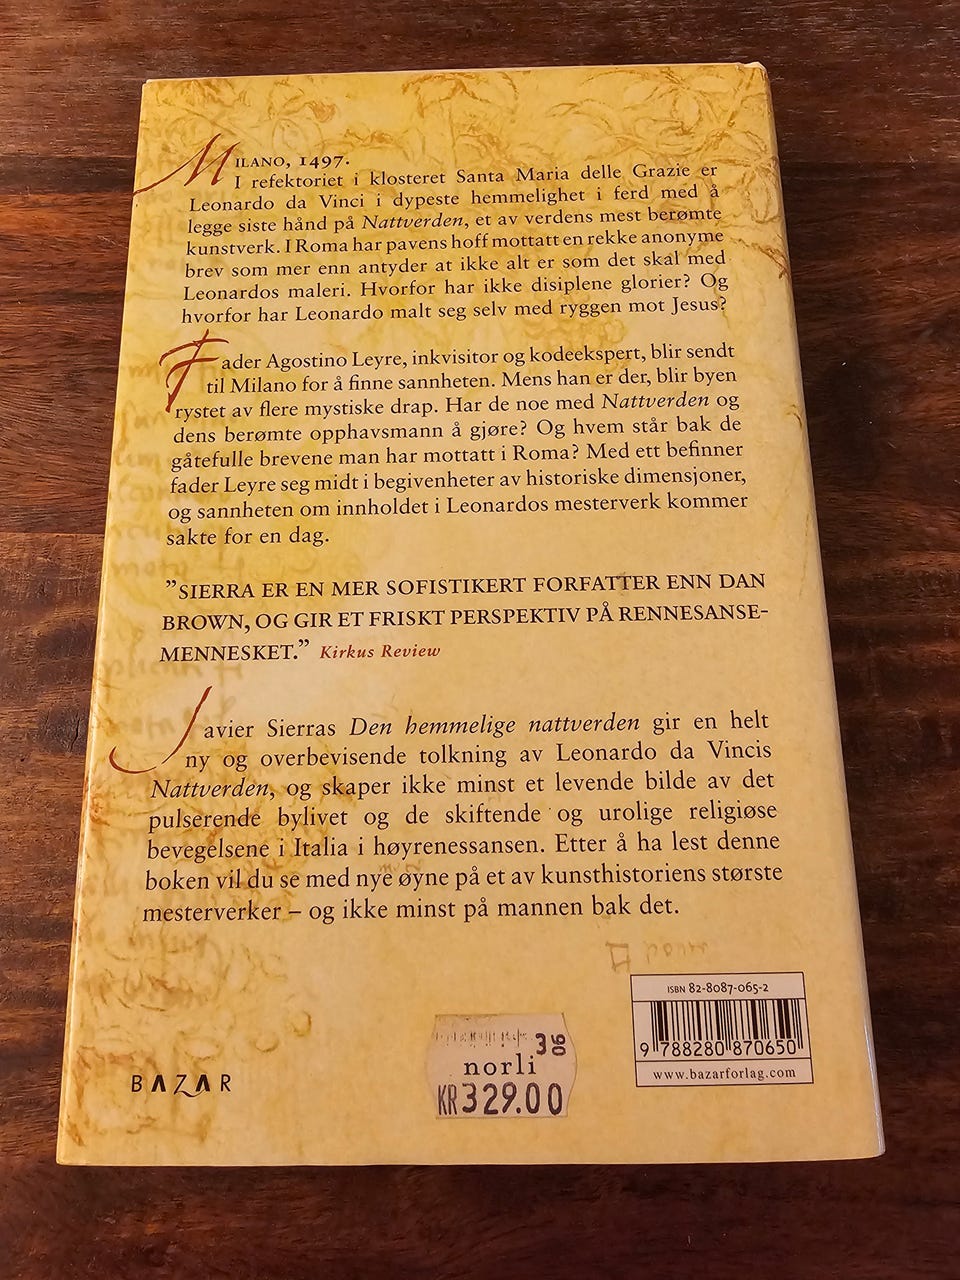 MILANO, 1497.
I refektoriet i klosteret Santa Maria delle Grazie er
Leonardo da Vinci i dypeste hemmelighet i ferd med å
legge siste hånd på Nattverden, et av verdens mest berømte
kunstverk. I Roma har pavens hoff mottatt en rekke anonyme
brev som mer enn antyder at ikke alt er som det skal med
Leonardos maleri. Hvorfor har ikke disiplene glorier? Og
hvorfor har Leonardo malt seg selv med ryggen mot Jesus?
Fader Agostino Leyre, inkvisitor og kodeekspert, blir sendt
til Milano for å finne sannheten. Mens han er der, blir byen
rystet av flere mystiske drap. Har de noe med Nattverden og
dens berømte opphavsmann å gjøre? Og hvem står bak de
gåtefulle brevene man har mottatt i Roma? Med ett befinner
fader Leyre seg midt i begivenheter av historiske dimensjoner,
og sannheten om innholdet i Leonardos mesterverk kommer
sakte for en dag.
”SIERRA ER EN MER SOFISTIKERT FORFATTER ENN DAN
BROWN, OG GIR ET FRISKT PERSPEKTIV PÅ RENNESANSE-
MENNESKET.” Kirkus Review
Javier Sierras Den hemmelige nattverden gir en helt
ny og overbevisende tolkning av Leonardo da Vincis
Nattverden, og skaper ikke minst et levende bilde av det
pulserende bylivet og de skiftende og urolige religiøse
bevegelsene i Italia i høyrenessansen. Etter å ha lest denne
boken vil du se med nye øyne på et av kunsthistoriens største
mesterverker – og ikke minst på mannen bak det.
ISBN 82-8087-065-2
9 788280 870650
www.bazarforlag.com
BAZAR
3 06
norli
KR 329.00